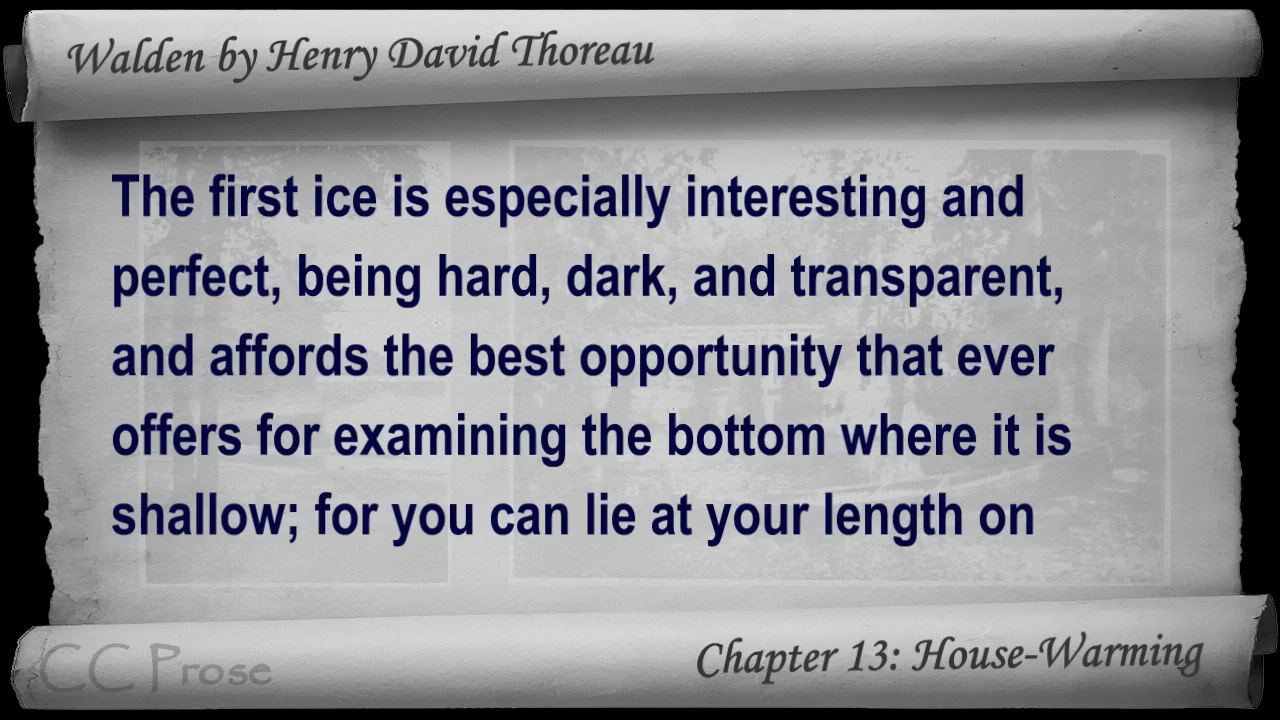 Walden by Henry David Thoreau
The first ice is especially interesting and
perfect, being hard, dark, and transparent,
and affords the best opportunity that ever
offers for examining the bottom where it is
shallow; for you can lie at your length on
CC Prose
Chapter 13: House-Warming